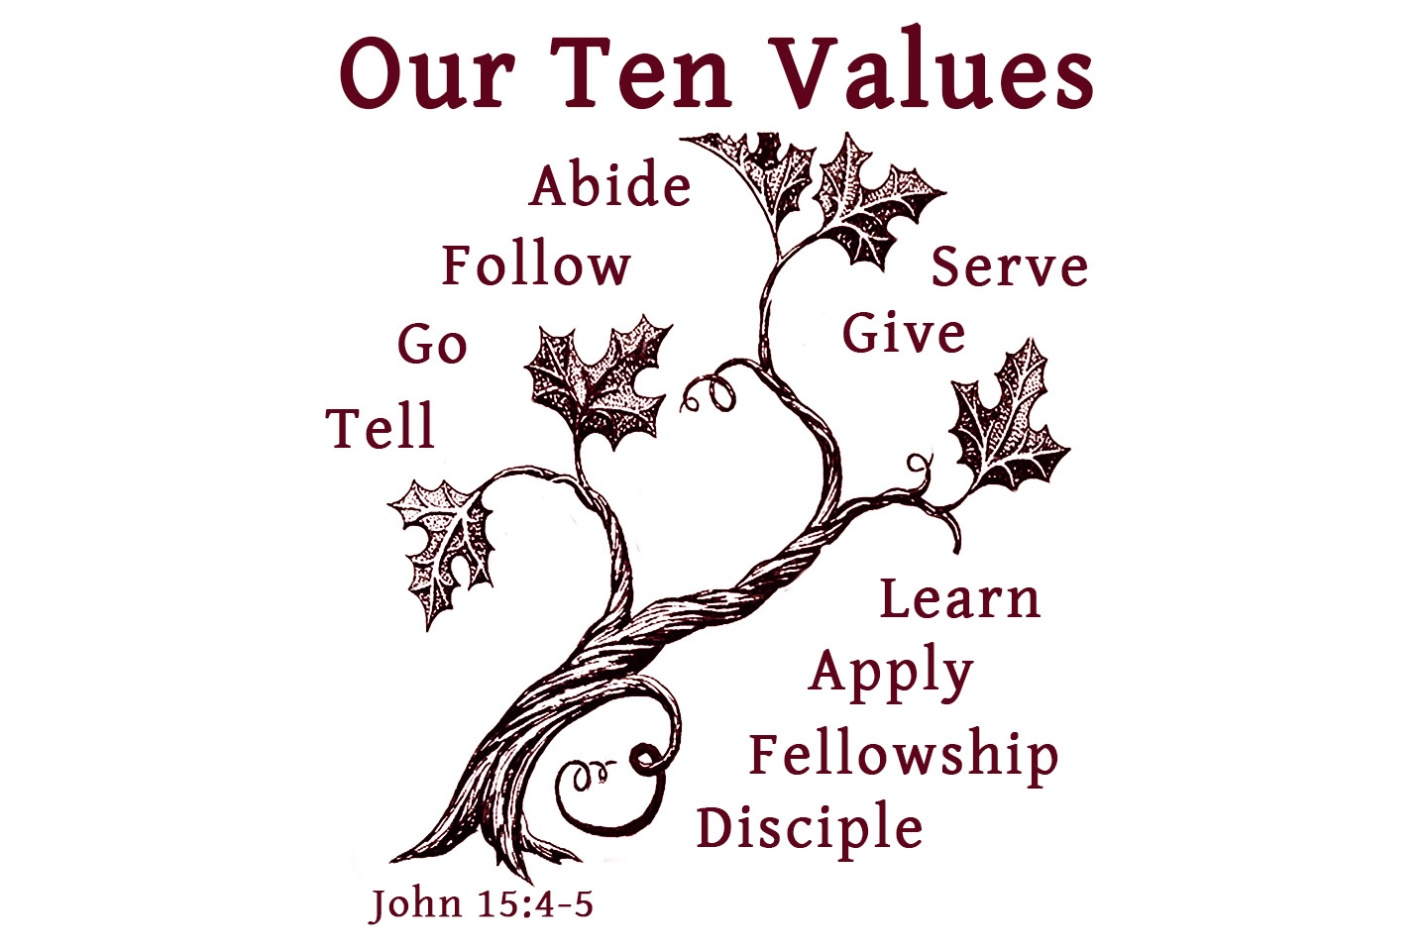 Our Ten Values
Abide
Follow
Go
Tell
Serve
Give
Learn
Apply
Fellowship
Disciple
John 15:4-5